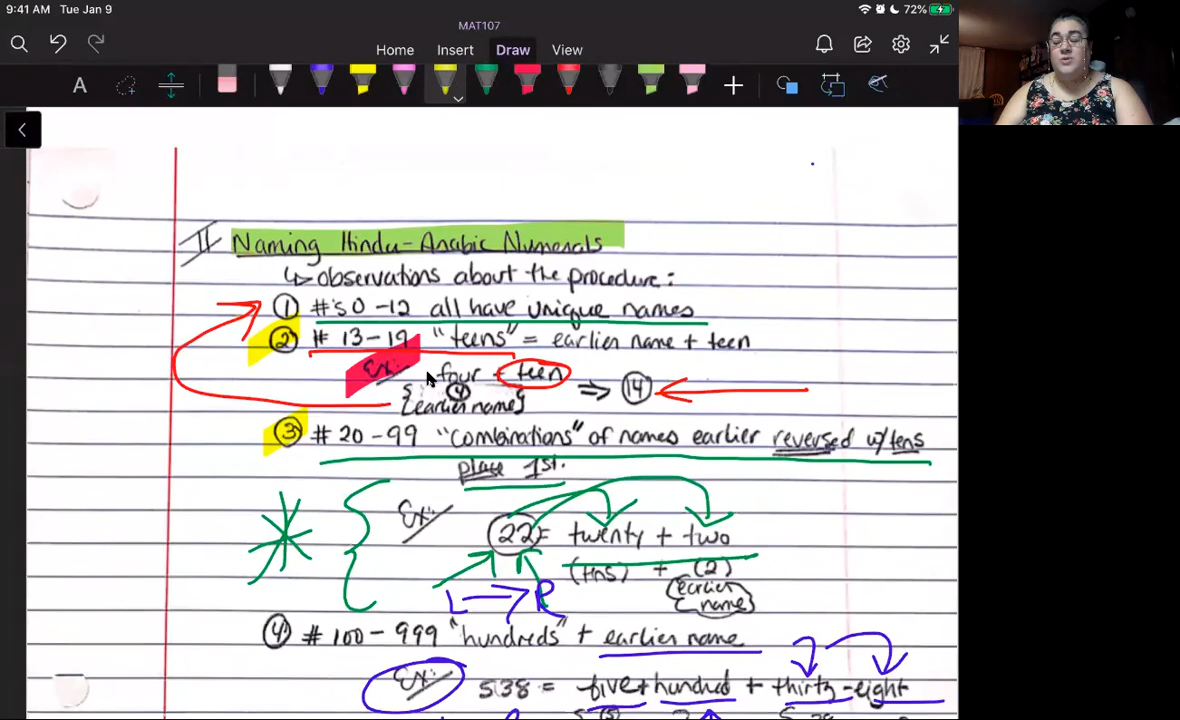 9:41 AM Tue Jan 9
72%
MAT107
Home Insert Draw View
A
II Naming Hindu-Arabic Numerals
↳ observations about the procedure:
① #'s 0-12 all have unique names
② # 13-19 "teens" = earlier name + teen
Ex: four + teen ⇒ 14
(4)
{earlier name}
③ # 20-99 "combinations" of names earlier reversed w/ tens
place 1st.
Ex: 22 = twenty + two
(tens) + (2)
{earlier name}
L → R
④ # 100-999 "hundreds" + earlier name
Ex: 538 = five + hundred + thirty-eight